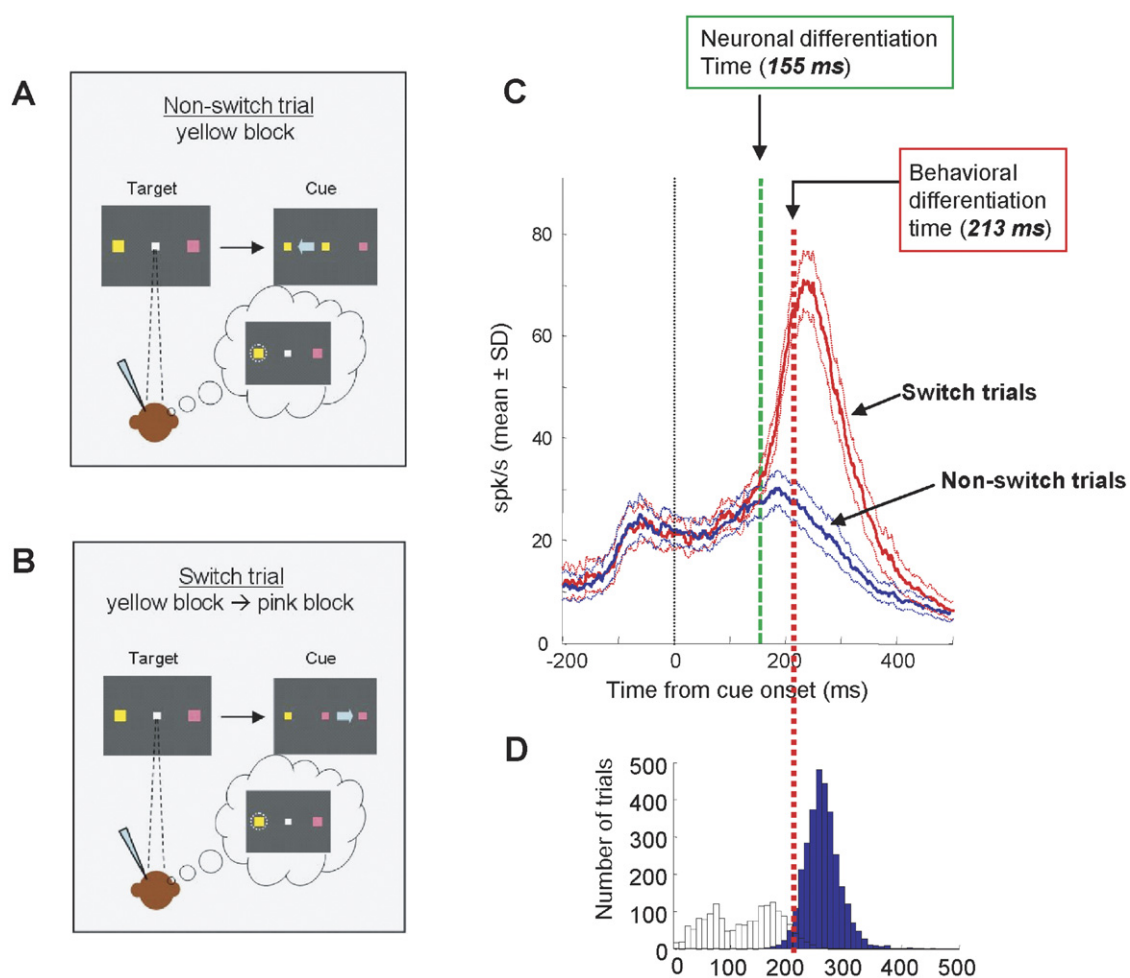 A
Non-switch trial
yellow block
Target
Cue
B
Switch trial
yellow block → pink block
Target
Cue
C
Neuronal differentiation
Time (155 ms)
Behavioral
differentiation
time (213 ms)
80
60
40
20
0
spk/s (mean ± SD)
Switch trials
Non-switch trials
-200
0
200
400
Time from cue onset (ms)
D
500
400
300
200
100
0
Number of trials
0
100
200
300
400
500